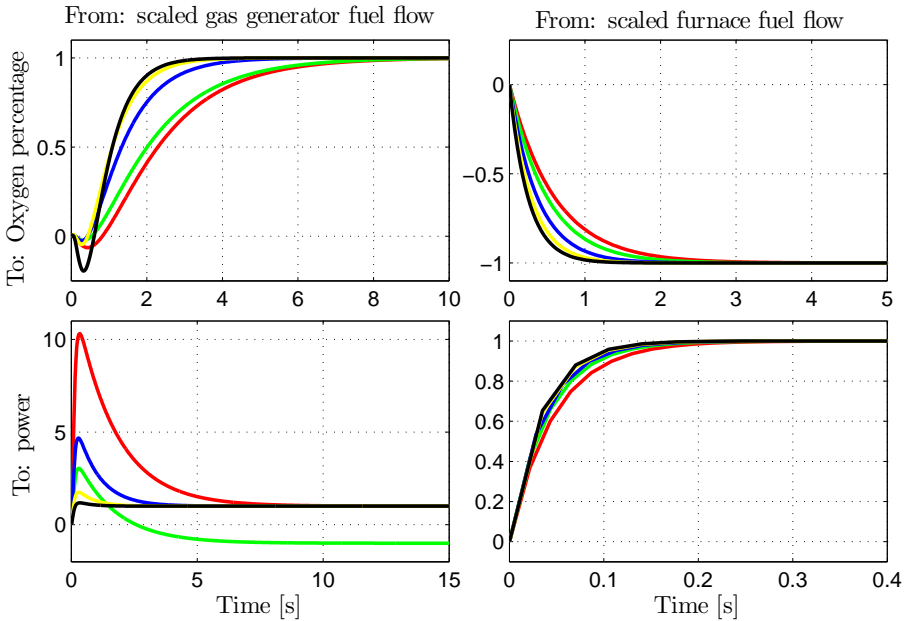 From: scaled gas generator fuel flow
From: scaled furnace fuel flow
To: Oxygen percentage
1
0.5
0
0 2 4 6 8 10
0
−0.5
−1
0 1 2 3 4 5
To: power
10
5
0
0 5 10 15
Time [s]
1
0.8
0.6
0.4
0.2
0
0 0.1 0.2 0.3 0.4
Time [s]